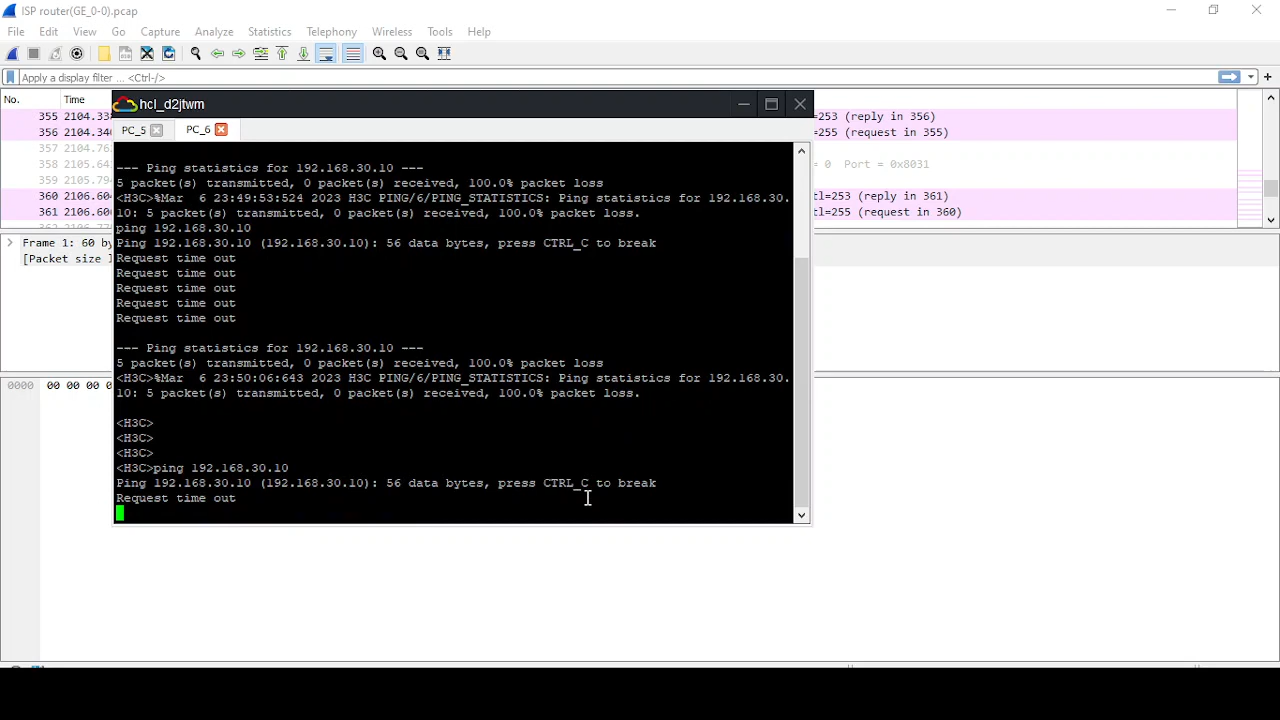 ISP router(GE_0-0).pcap
File Edit View Go Capture Analyze Statistics Telephony Wireless Tools Help
Apply a display filter ... <Ctrl-/>
No. Time
355 2104.33
=253 (reply in 356)
356 2104.34
=255 (request in 355)
357 2104.76
358 2105.64
= 0 Port = 0x8031
359 2105.79
360 2106.60
tl=253 (reply in 361)
361 2106.60
tl=255 (request in 360)
Frame 1: 60 by
[Packet size l
0000 00 00 00 0
hcl_d2jtwm
PC_5 PC_6
--- Ping statistics for 192.168.30.10 ---
5 packet(s) transmitted, 0 packet(s) received, 100.0% packet loss
<H3C>%Mar  6 23:49:53:524 2023 H3C PING/6/PING_STATISTICS: Ping statistics for 192.168.30.
10: 5 packet(s) transmitted, 0 packet(s) received, 100.0% packet loss.
ping 192.168.30.10
Ping 192.168.30.10 (192.168.30.10): 56 data bytes, press CTRL_C to break
Request time out
Request time out
Request time out
Request time out
Request time out
--- Ping statistics for 192.168.30.10 ---
5 packet(s) transmitted, 0 packet(s) received, 100.0% packet loss
<H3C>%Mar  6 23:50:06:643 2023 H3C PING/6/PING_STATISTICS: Ping statistics for 192.168.30.
10: 5 packet(s) transmitted, 0 packet(s) received, 100.0% packet loss.
<H3C>
<H3C>
<H3C>
<H3C>ping 192.168.30.10
Ping 192.168.30.10 (192.168.30.10): 56 data bytes, press CTRL_C to break
Request time out